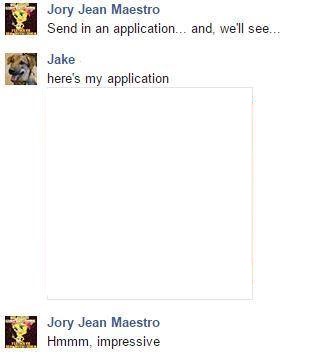 Jory Jean Maestro
Send in an application... and, we'll see...
Jake
here's my application
Jory Jean Maestro
Hmmm, impressive